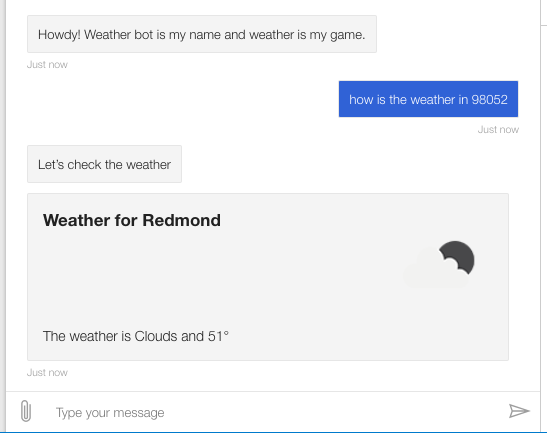 Howdy! Weather bot is my name and weather is my game.
Just now
how is the weather in 98052
Just now
Let's check the weather
Weather for Redmond
The weather is Clouds and 51°
Just now
Type your message